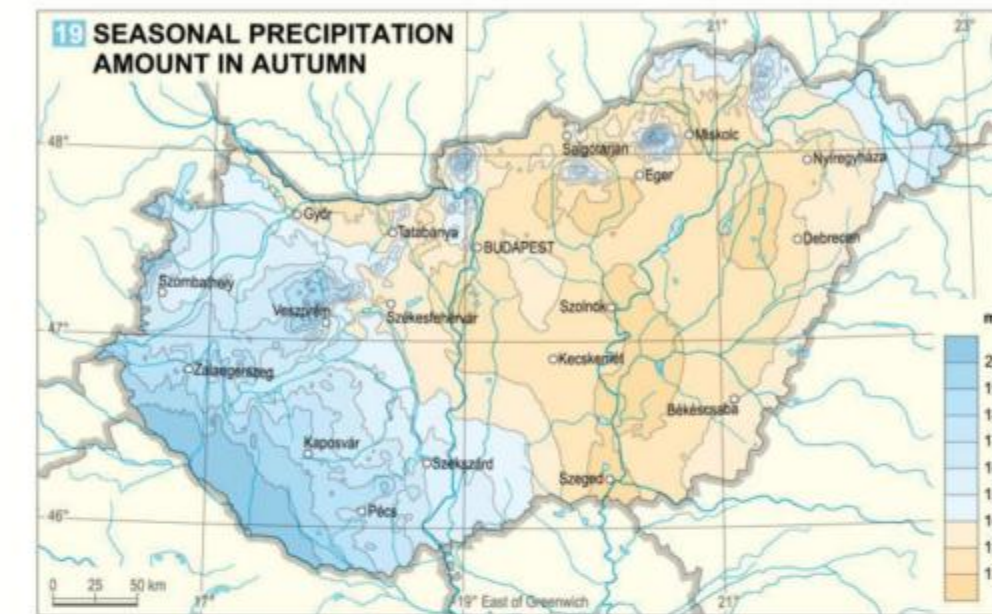 19 SEASONAL PRECIPITATION
AMOUNT IN AUTUMN
21°
23°
48°
Salgótarján
Miskolc
Nyíregyháza
Eger
Győr
Tatabánya
BUDAPEST
Debrecen
Szombathely
Veszprém
Székesfehérvár
Szolnok
47°
Kecskemét
Zalaegerszeg
Békéscsaba
Kaposvár
Szekszárd
Szeged
46°
Pécs
0 25 50 km
17°
19° East of Greenwich
21°